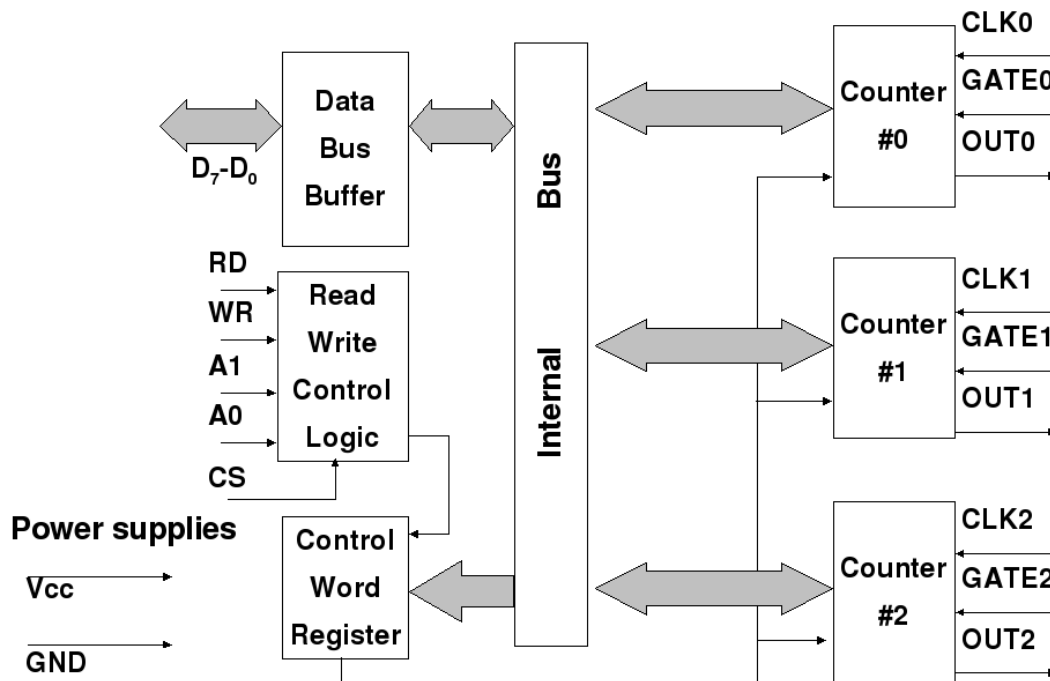 Data
Bus
Buffer
D₇-D₀
RD
WR
A1
A0
CS
Read
Write
Control
Logic
Power supplies
Vcc
GND
Control
Word
Register
Internal Bus
Counter
#0
CLK0
GATE0
OUT0
Counter
#1
CLK1
GATE1
OUT1
Counter
#2
CLK2
GATE2
OUT2